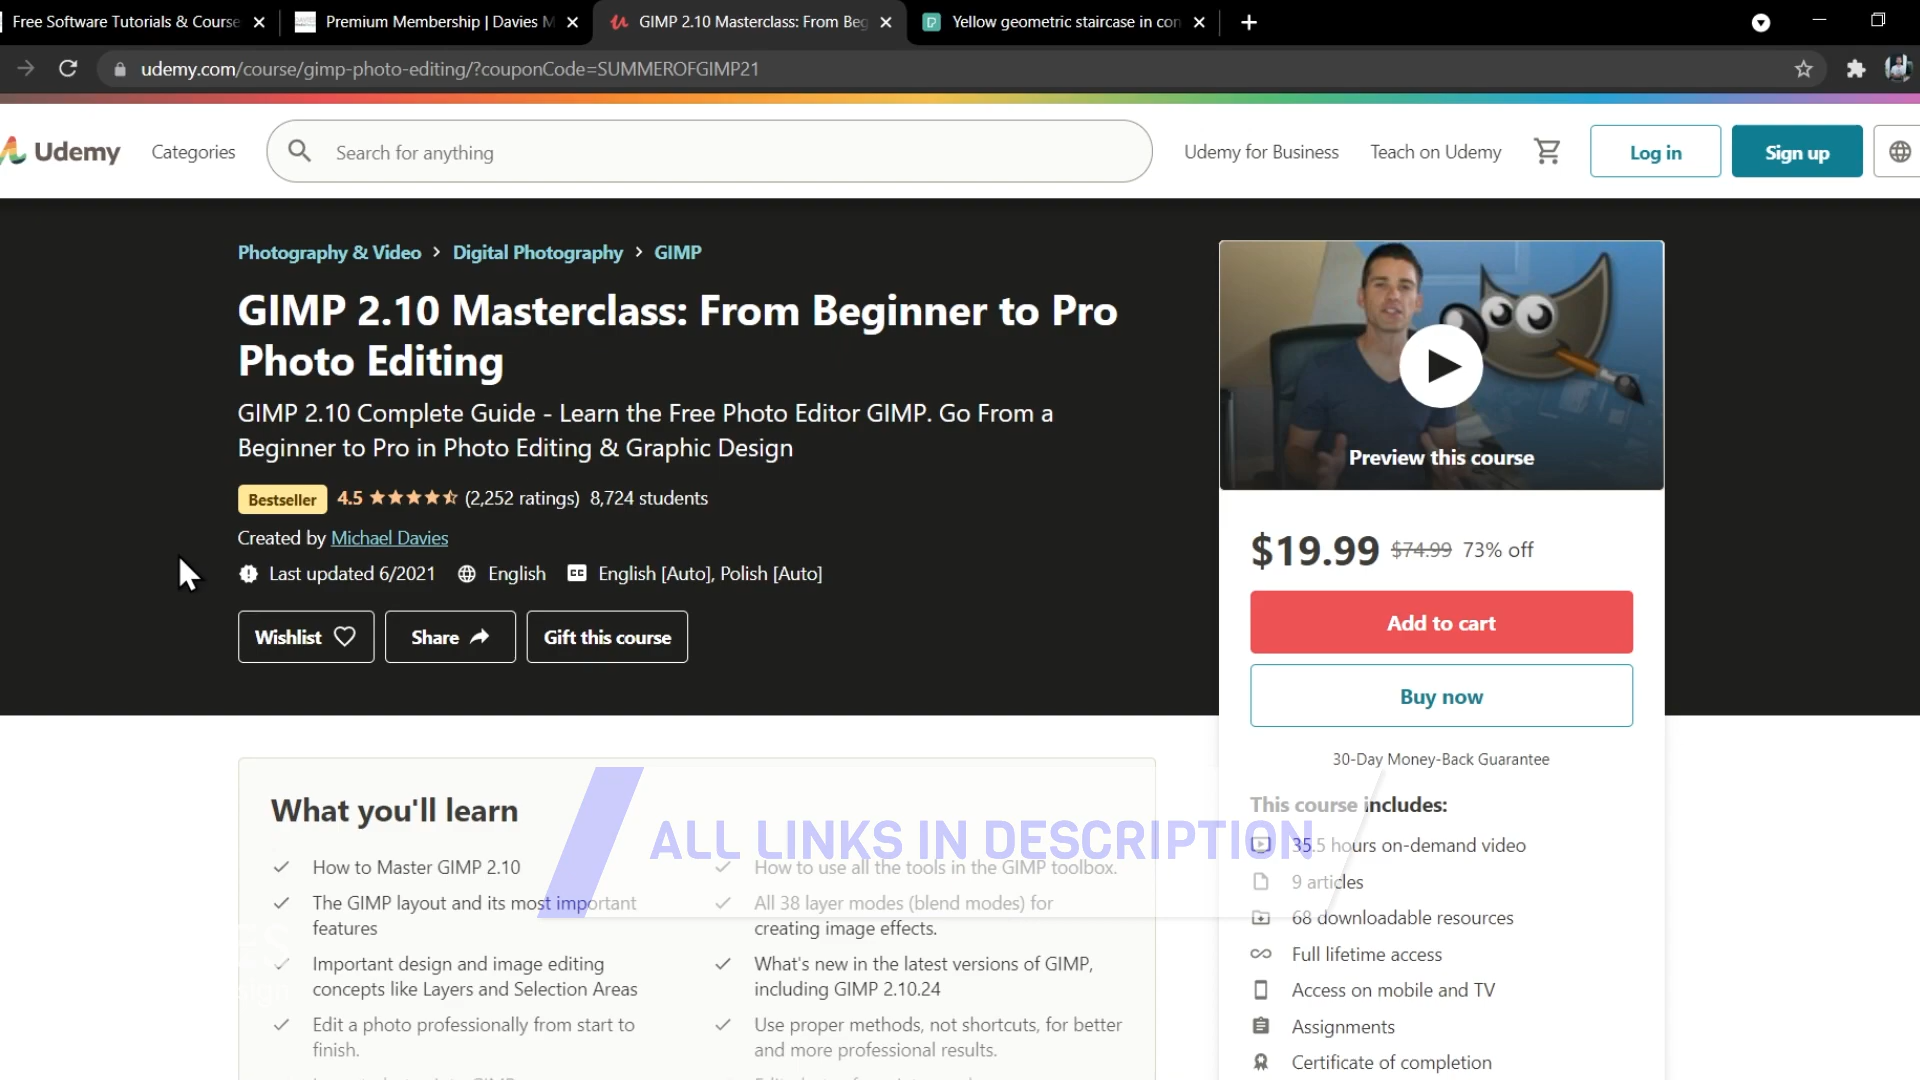 Free Software Tutorials & Course
Premium Membership | Davies M
GIMP 2.10 Masterclass: From Beg
Yellow geometric staircase in con
udemy.com/course/gimp-photo-editing/?couponCode=SUMMEROFGIMP21
Udemy
Categories
Search for anything
Udemy for Business
Teach on Udemy
Log in
Sign up
Photography & Video > Digital Photography > GIMP
GIMP 2.10 Masterclass: From Beginner to Pro
Photo Editing
GIMP 2.10 Complete Guide - Learn the Free Photo Editor GIMP. Go From a
Beginner to Pro in Photo Editing & Graphic Design
Bestseller 4.5 (2,252 ratings) 8,724 students
Created by Michael Davies
Last updated 6/2021 English CC English [Auto], Polish [Auto]
Wishlist
Share
Gift this course
Preview this course
$19.99 $74.99 73% off
Add to cart
Buy now
30-Day Money-Back Guarantee
This course includes:
35.5 hours on-demand video
9 articles
68 downloadable resources
Full lifetime access
Access on mobile and TV
Assignments
Certificate of completion
What you'll learn
How to Master GIMP 2.10
The GIMP layout and its most important
features
Important design and image editing
concepts like Layers and Selection Areas
Edit a photo professionally from start to
finish.
How to use all the tools in the GIMP toolbox.
All 38 layer modes (blend modes) for
creating image effects.
What's new in the latest versions of GIMP,
including GIMP 2.10.24
Use proper methods, not shortcuts, for better
and more professional results.
ALL LINKS IN DESCRIPTION